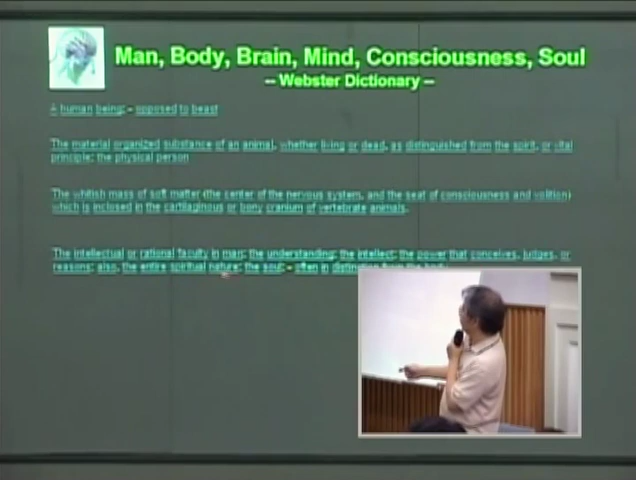 Man, Body, Brain, Mind, Consciousness, Soul
-- Webster Dictionary --
A human being; - opposed to beast
The material organized substance of an animal, whether living or dead, as distinguished from the spirit, or vital
principle; the physical person
The whitish mass of soft matter (the center of the nervous system, and the seat of consciousness and volition)
which is inclosed in the cartilaginous or bony cranium of vertebrate animals.
The intellectual or rational faculty in man; the understanding; the intellect; the power that conceives, judges, or
reasons; also, the entire spiritual nature; the soul; - often in